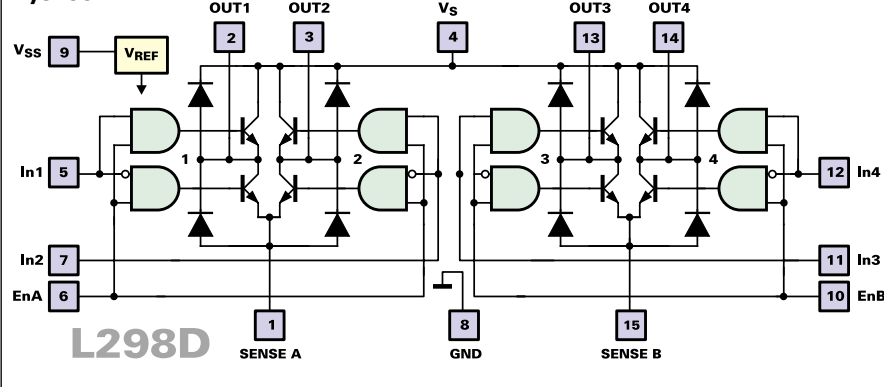 OUT1 OUT2 VS OUT3 OUT4
2 3 4 13 14
VSS 9 VREF
1 2 3 4
In1 5 12 In4
In2 7 11 In3
EnA 6 10 EnB
1 8 15
L298D
SENSE A GND SENSE B